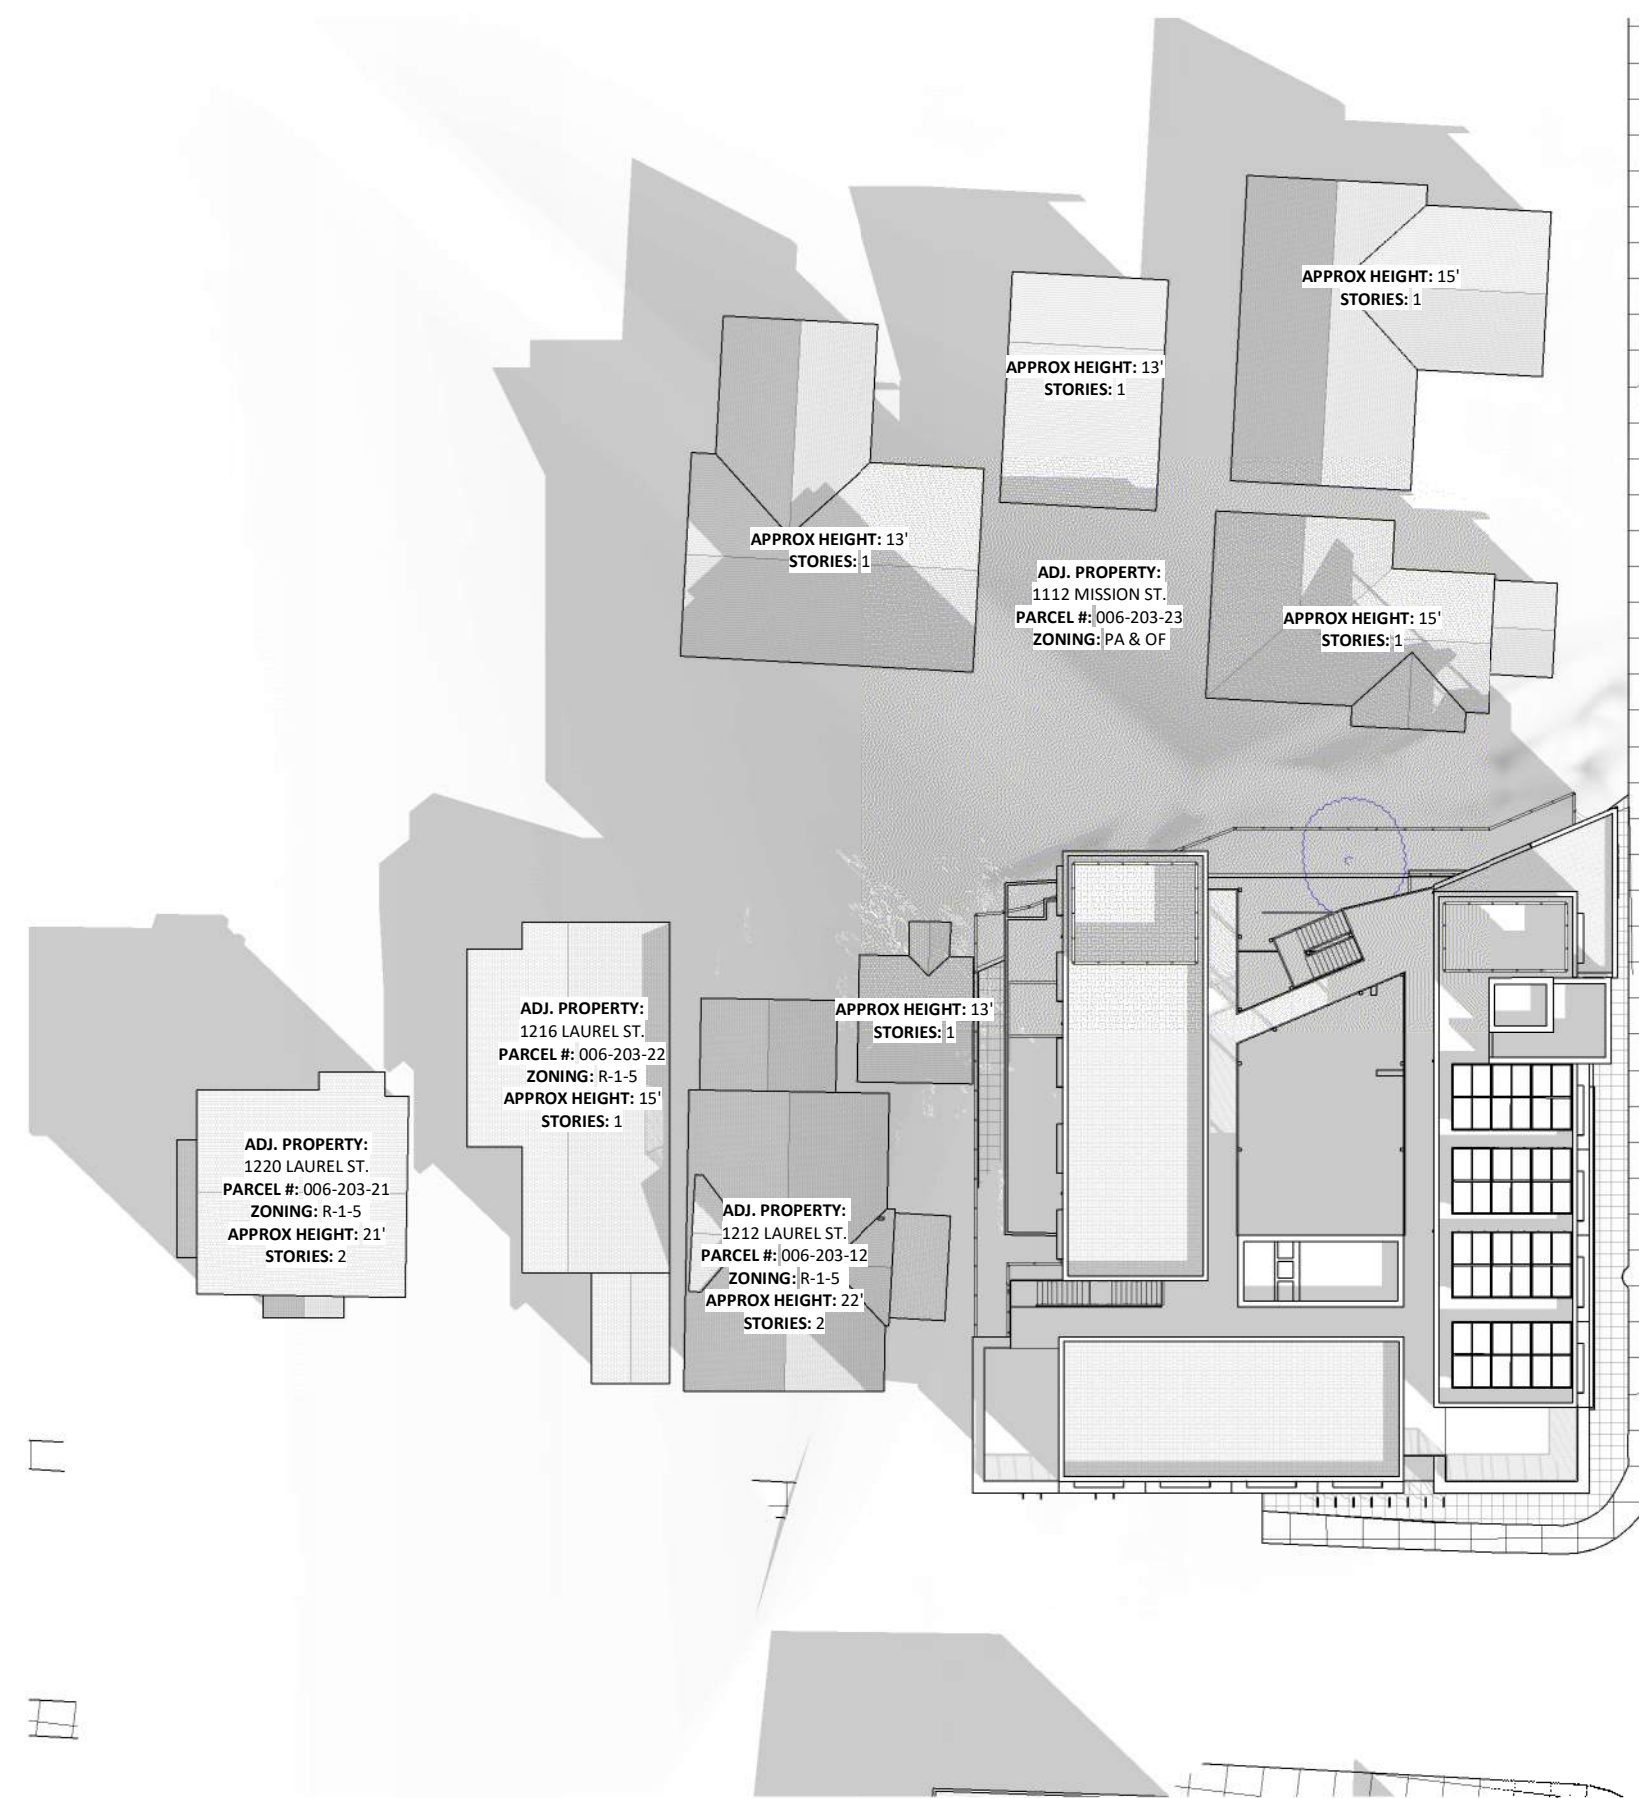 APPROX HEIGHT: 15'
STORIES: 1
APPROX HEIGHT: 13'
STORIES: 1
APPROX HEIGHT: 13'
STORIES: 1
ADJ. PROPERTY:
1112 MISSION ST.
PARCEL #: 006-203-23
ZONING: PA & OF
APPROX HEIGHT: 15'
STORIES: 1
ADJ. PROPERTY:
1216 LAUREL ST.
PARCEL #: 006-203-22
ZONING: R-1-5
APPROX HEIGHT: 15'
STORIES: 1
APPROX HEIGHT: 13'
STORIES: 1
ADJ. PROPERTY:
1220 LAUREL ST.
PARCEL #: 006-203-21
ZONING: R-1-5
APPROX HEIGHT: 21'
STORIES: 2
ADJ. PROPERTY:
1212 LAUREL ST.
PARCEL #: 006-203-12
ZONING: R-1-5
APPROX HEIGHT: 22'
STORIES: 2